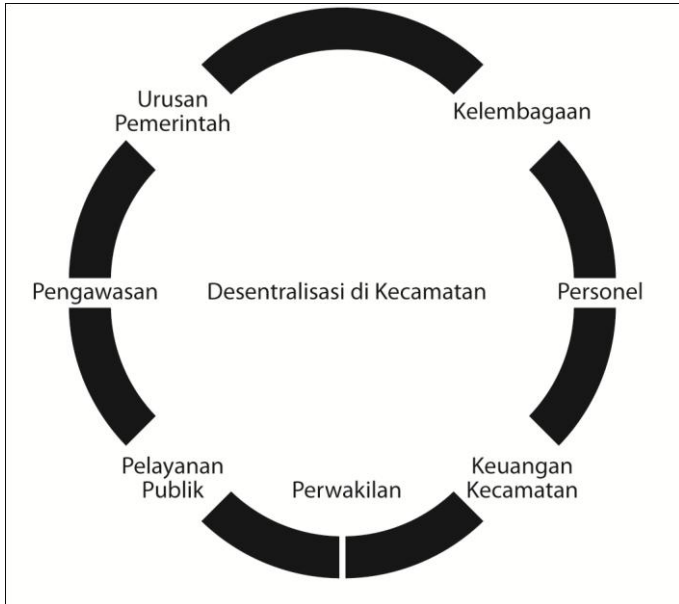 Urusan
Pemerintah
Kelembagaan
Pengawasan
Desentralisasi di Kecamatan
Personel
Pelayanan
Publik
Perwakilan
Keuangan
Kecamatan